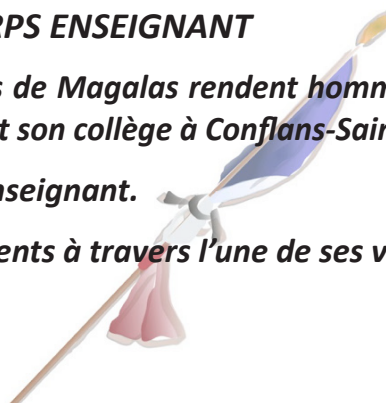 RPS ENSEIGNANT
s de Magalas rendent homm
t son collège à Conflans-Sain
nseignant.
ents à travers l'une de ses v